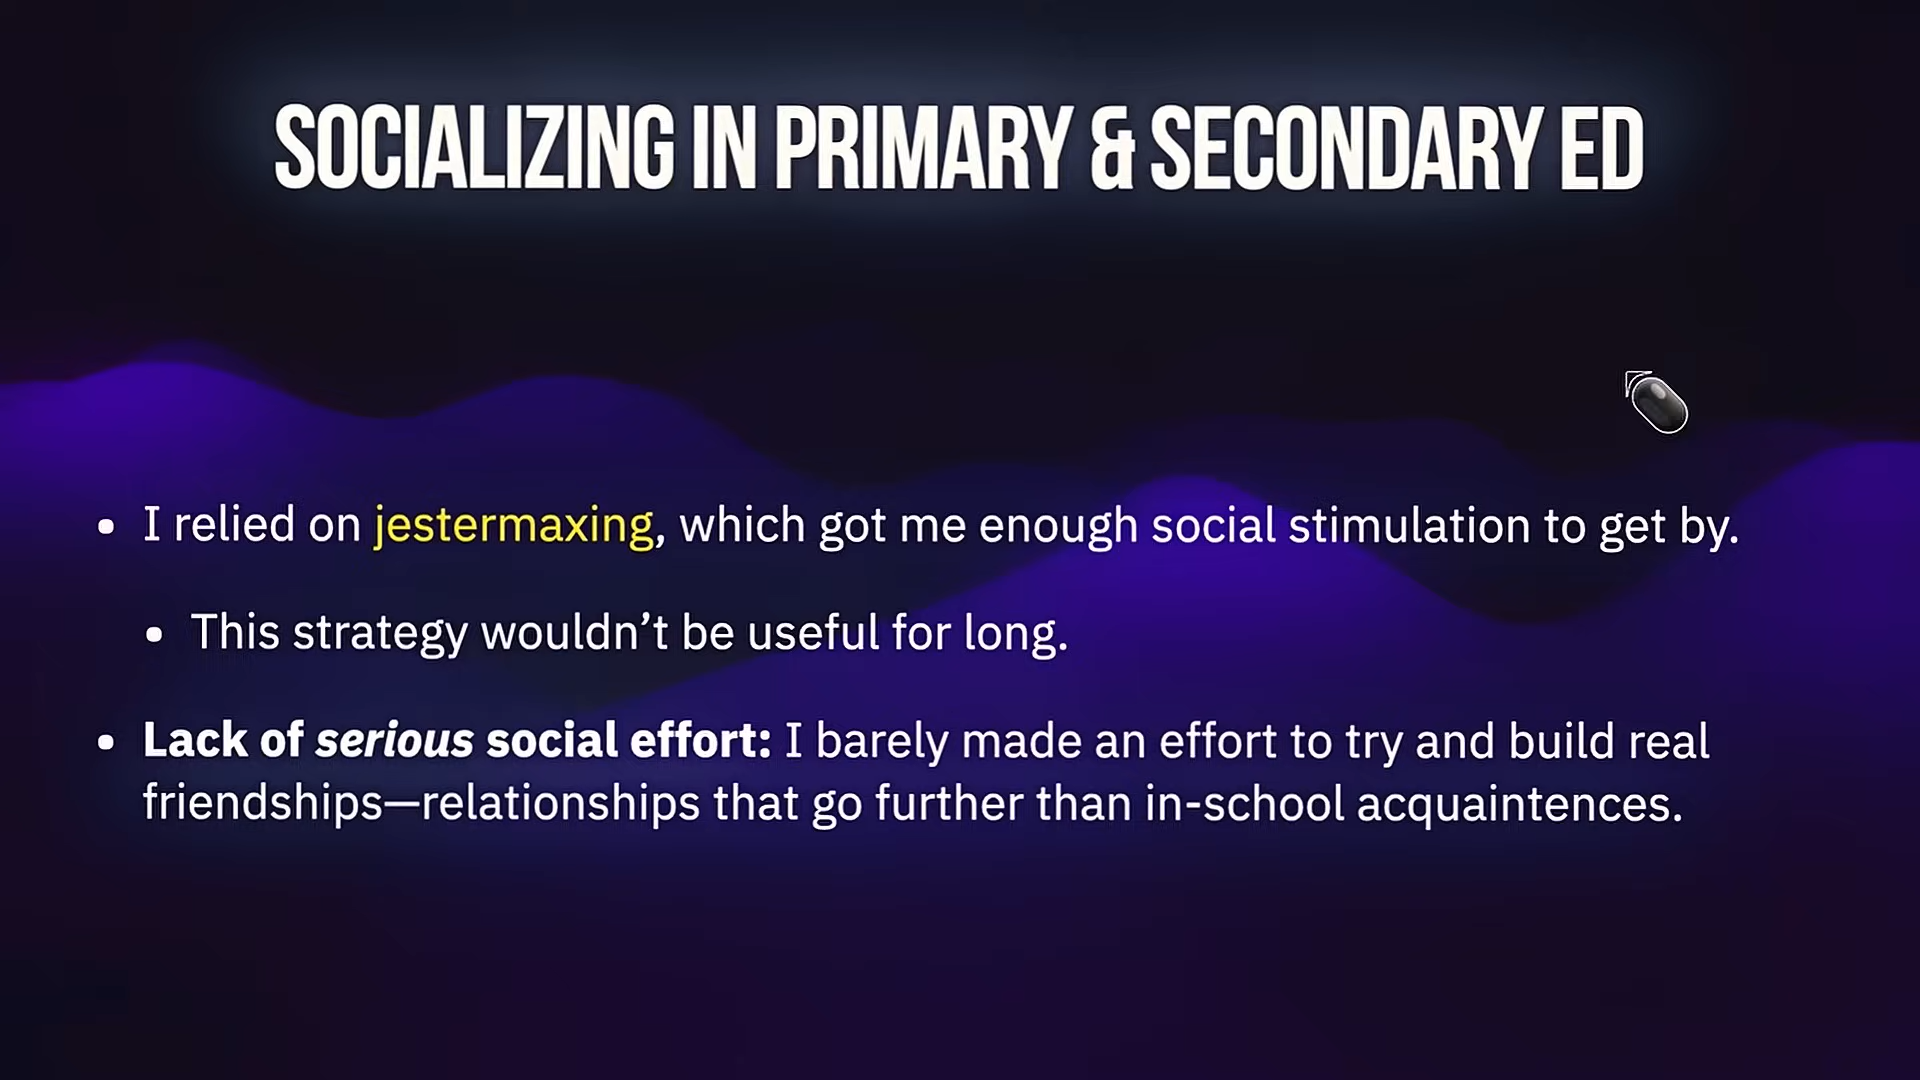 SOCIALIZING IN PRIMARY & SECONDARY ED
• I relied on jestermaxing, which got me enough social stimulation to get by.
• This strategy wouldn’t be useful for long.
• Lack of serious social effort: I barely made an effort to try and build real
friendships—relationships that go further than in-school acquaintences.